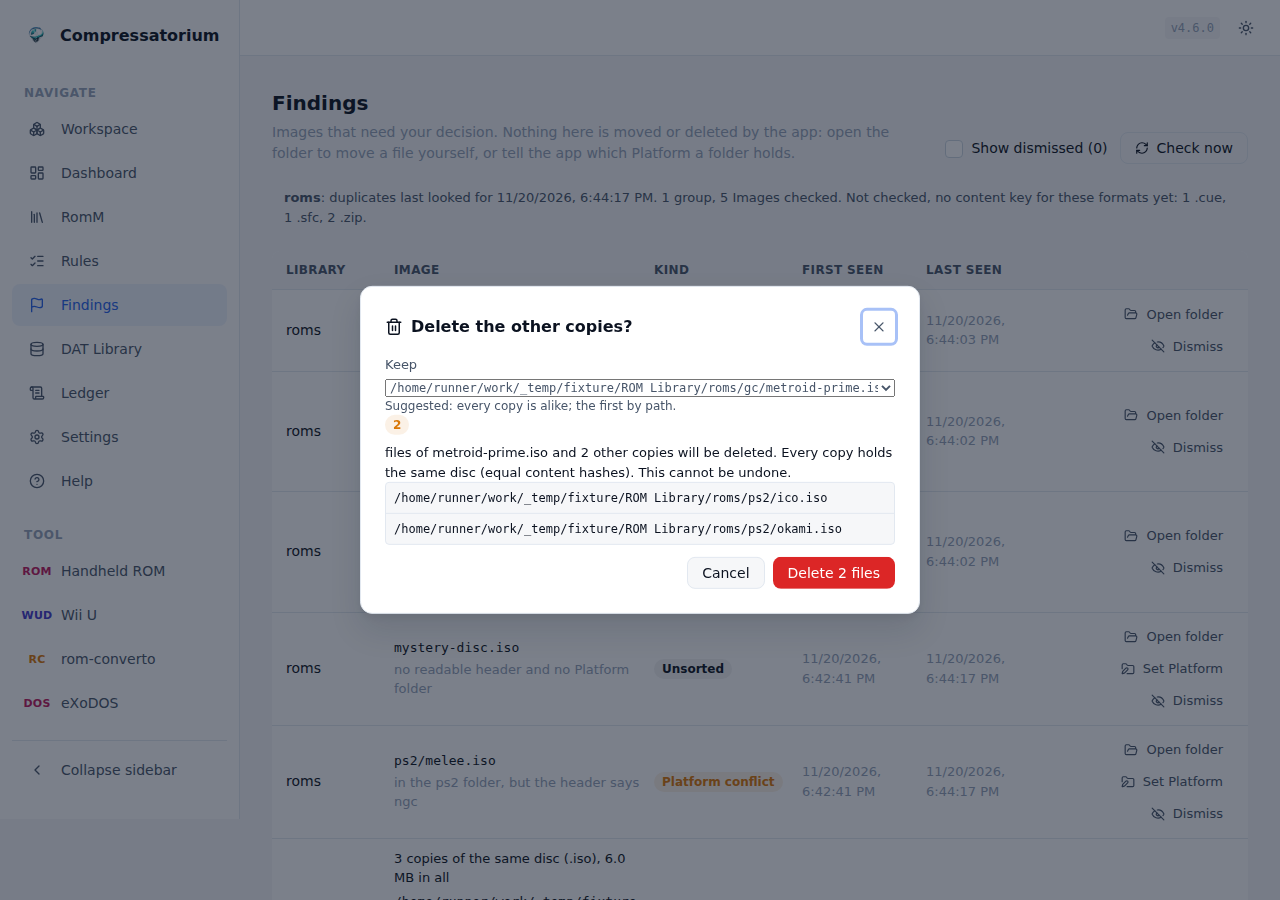 Compressatorium
v4.6.0
NAVIGATE
Workspace
Dashboard
RomM
Rules
Findings
DAT Library
Ledger
Settings
Help
TOOL
ROM Handheld ROM
WUD Wii U
RC rom-converto
DOS eXoDOS
Collapse sidebar
Findings
Images that need your decision. Nothing here is moved or deleted by the app: open the
folder to move a file yourself, or tell the app which Platform a folder holds.
Show dismissed (0)
Check now
roms: duplicates last looked for 11/20/2026, 6:44:17 PM. 1 group, 5 Images checked. Not checked, no content key for these formats yet: 1 .cue,
1 .sfc, 2 .zip.
LIBRARY IMAGE KIND FIRST SEEN LAST SEEN
roms
11/20/2026,
6:44:03 PM
Open folder
Dismiss
roms
11/20/2026,
6:44:02 PM
Open folder
Dismiss
roms
11/20/2026,
6:44:02 PM
Open folder
Dismiss
Delete the other copies?
Keep
/home/runner/work/_temp/fixture/ROM Library/roms/gc/metroid-prime.is
Suggested: every copy is alike; the first by path.
2
files of metroid-prime.iso and 2 other copies will be deleted. Every copy holds
the same disc (equal content hashes). This cannot be undone.
/home/runner/work/_temp/fixture/ROM Library/roms/ps2/ico.iso
/home/runner/work/_temp/fixture/ROM Library/roms/ps2/okami.iso
Cancel
Delete 2 files
roms
mystery-disc.iso
no readable header and no Platform
folder
Unsorted
11/20/2026,
6:42:41 PM
11/20/2026,
6:44:17 PM
Open folder
Set Platform
Dismiss
roms
ps2/melee.iso
in the ps2 folder, but the header says
ngc
Platform conflict
11/20/2026,
6:42:41 PM
11/20/2026,
6:44:17 PM
Open folder
Set Platform
Dismiss
3 copies of the same disc (.iso), 6.0
MB in all